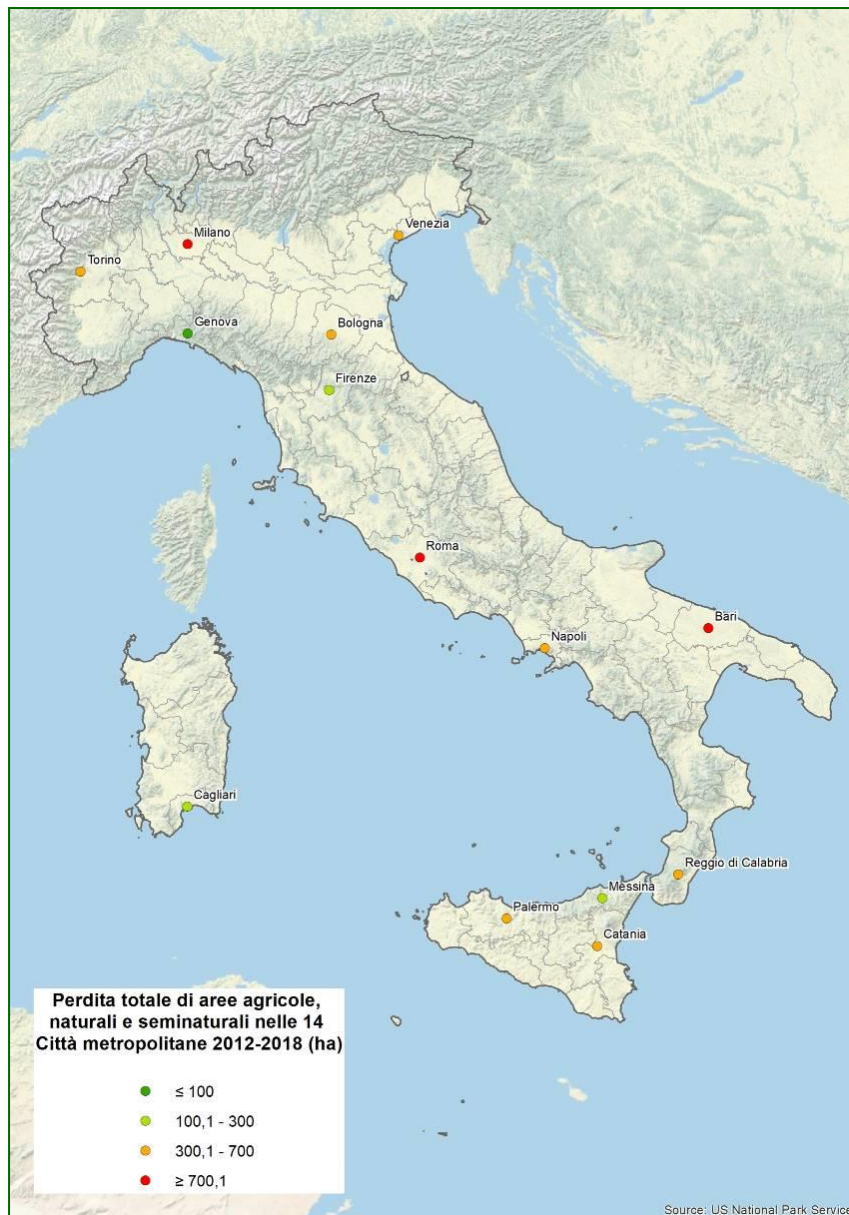 Venezia
Milano
Torino
Genova
Bologna
Firenze
Roma
Bari
Napoli
Cagliari
Reggio di Calabria
Messina
Palermo
Catania
Perdita totale di aree agricole,
naturali e seminaturali nelle 14
Città metropolitane 2012-2018 (ha)
≤ 100
100,1 - 300
300,1 - 700
≥ 700,1
Source: US National Park Service